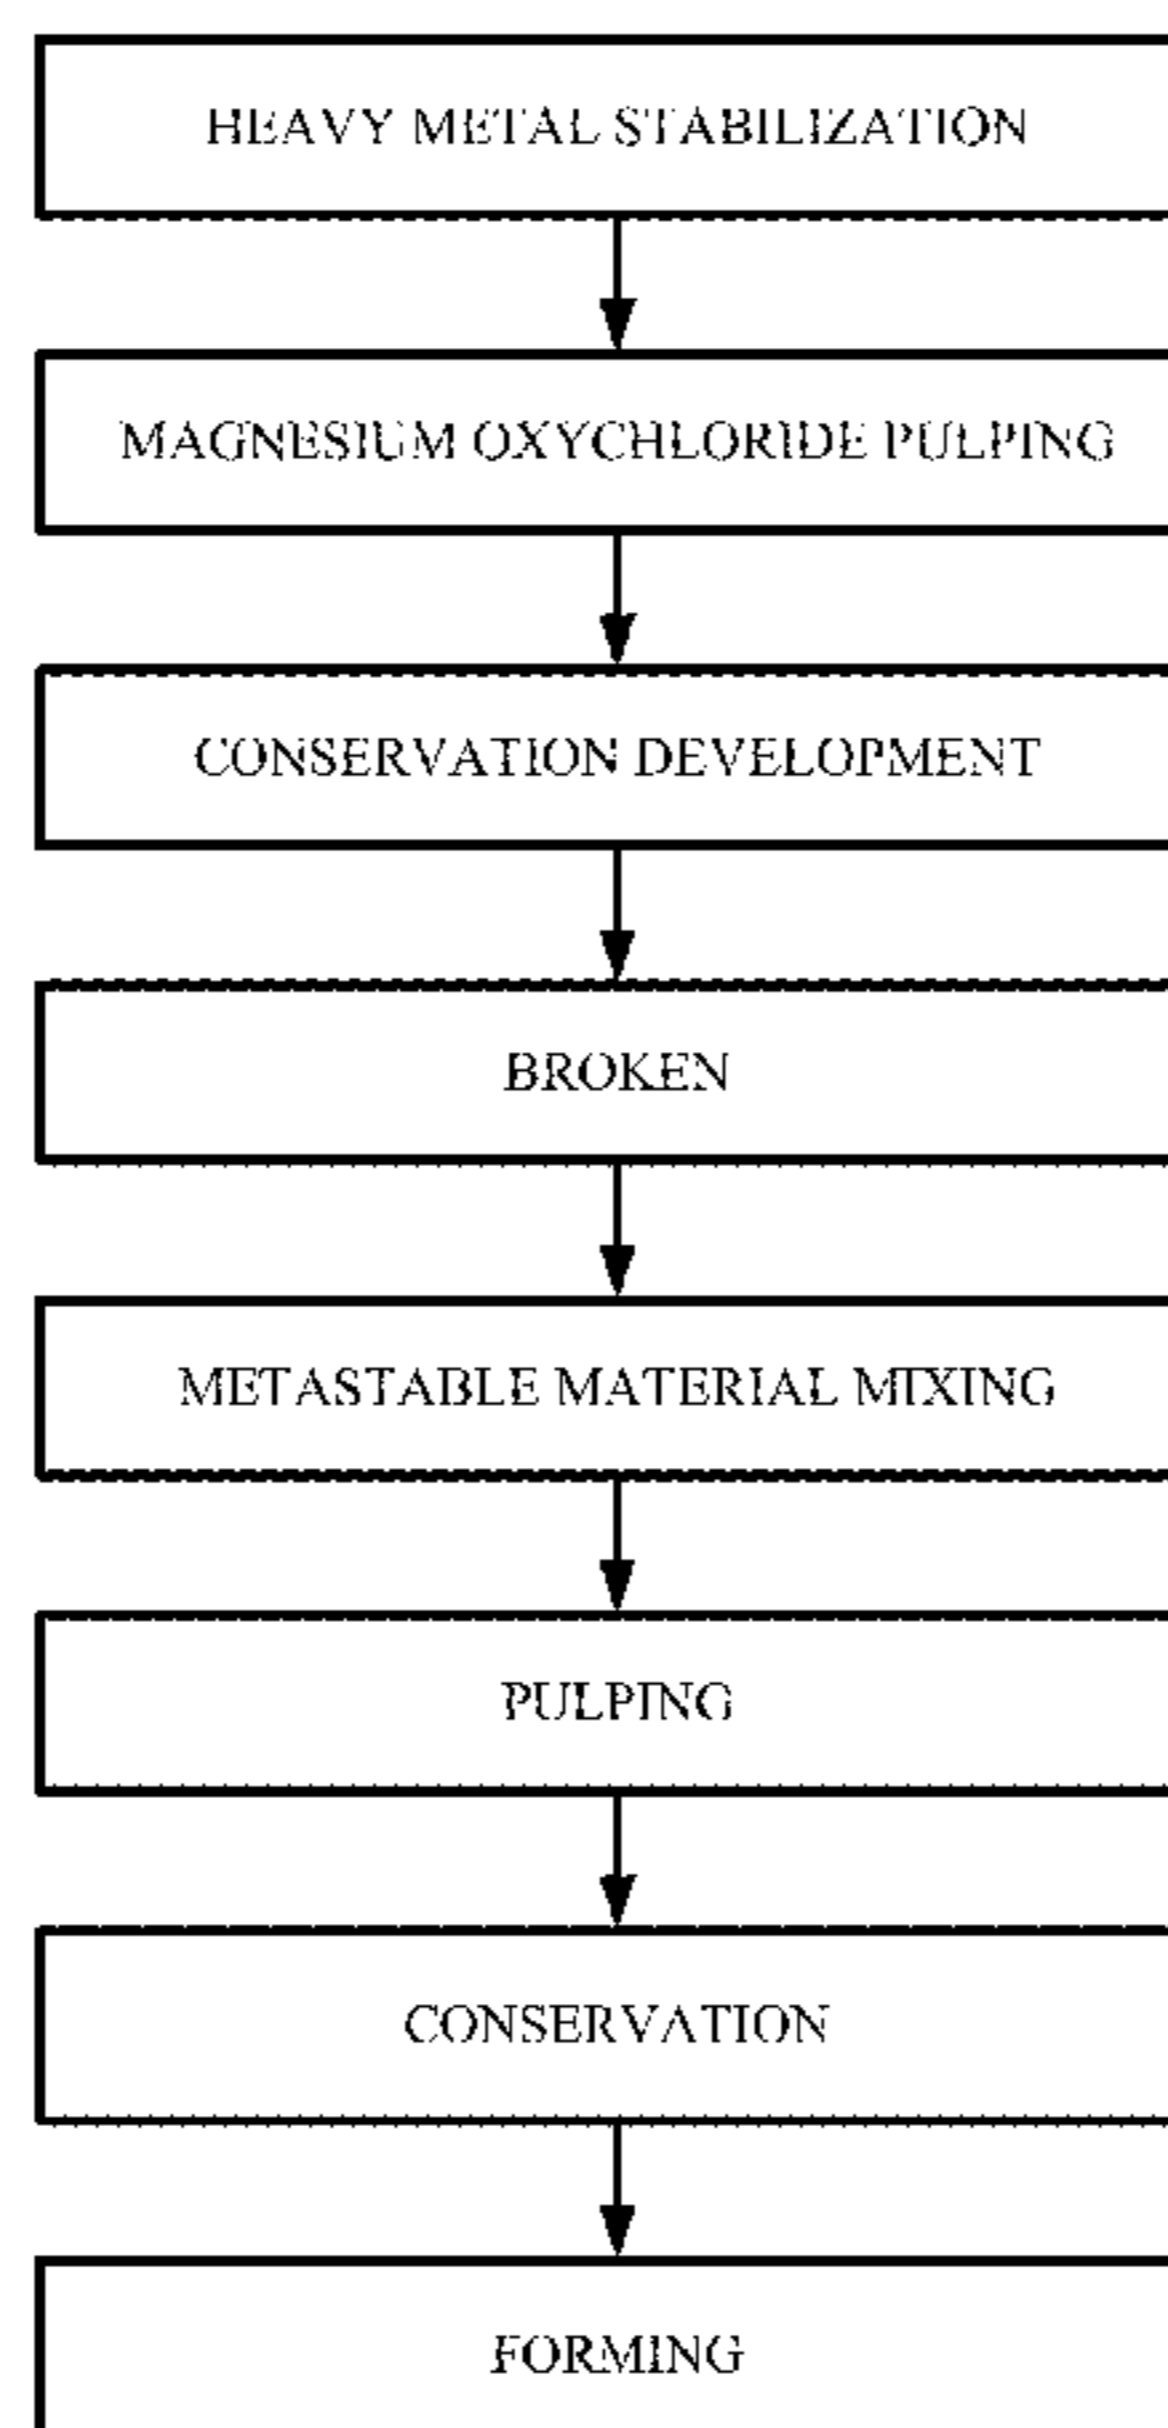 HEAVY METAL STABILIZATION
MAGNESIUM OXYCHLORIDE PULPING
CONSERVATION DEVELOPMENT
BROKEN
METASTABLE MATERIAL MIXING
PULPING
CONSERVATION
FORMING